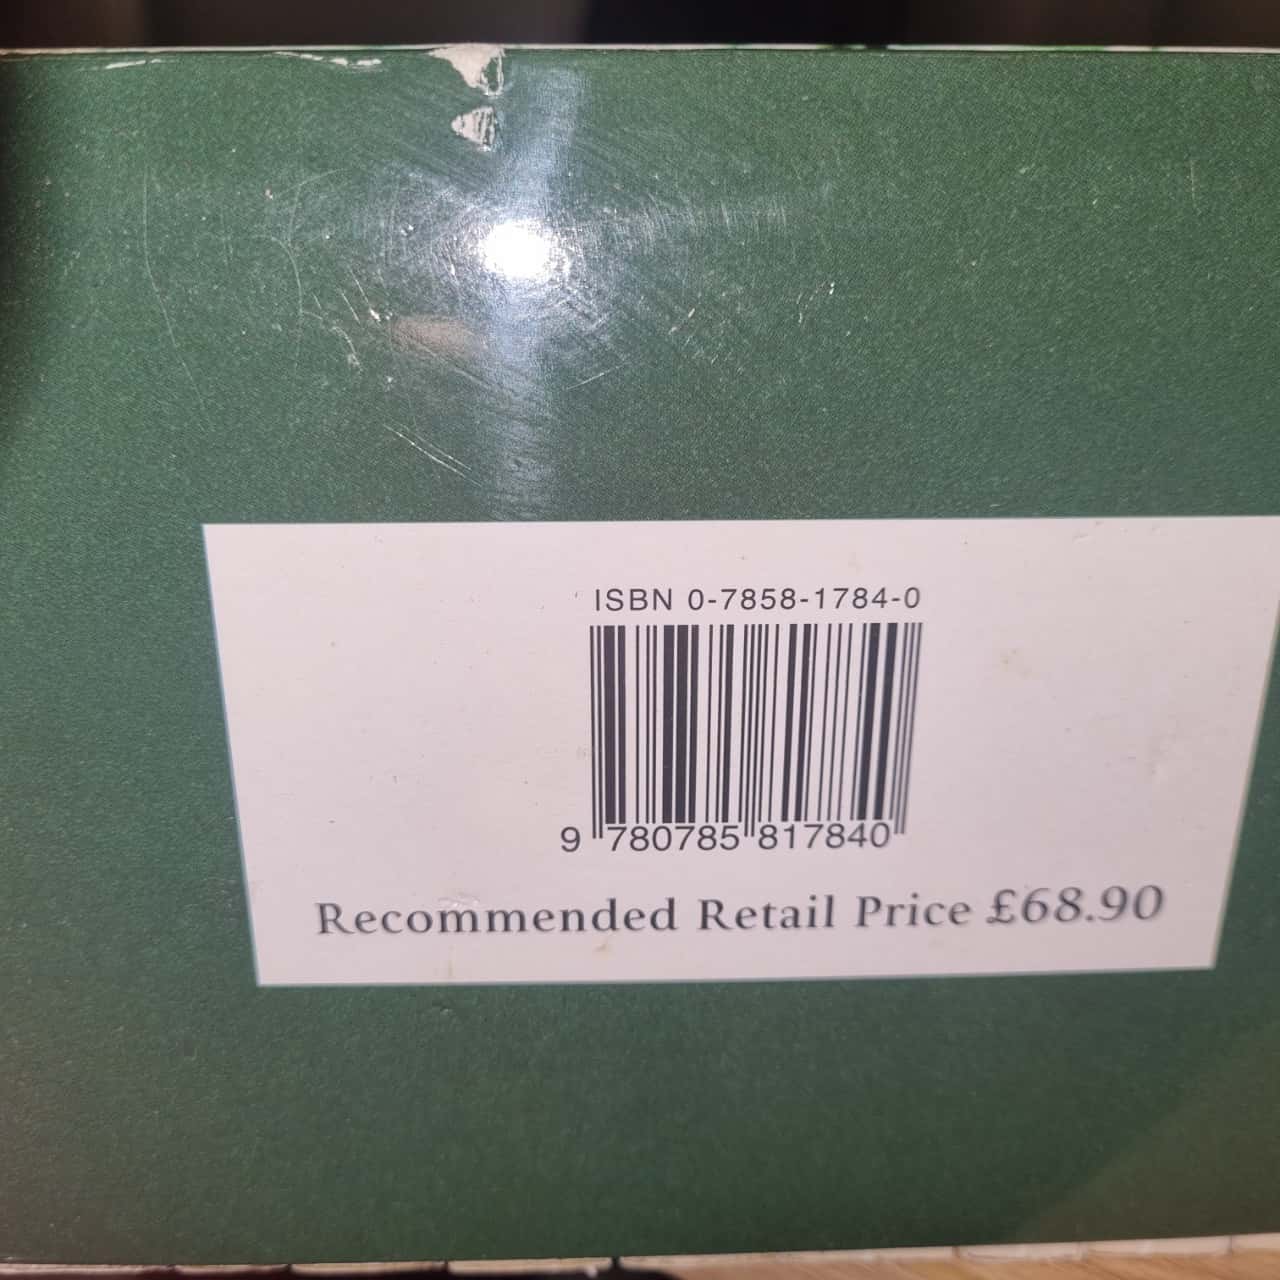 ISBN 0-7858-1784-0
9 780785 817840
Recommended Retail Price £68.90